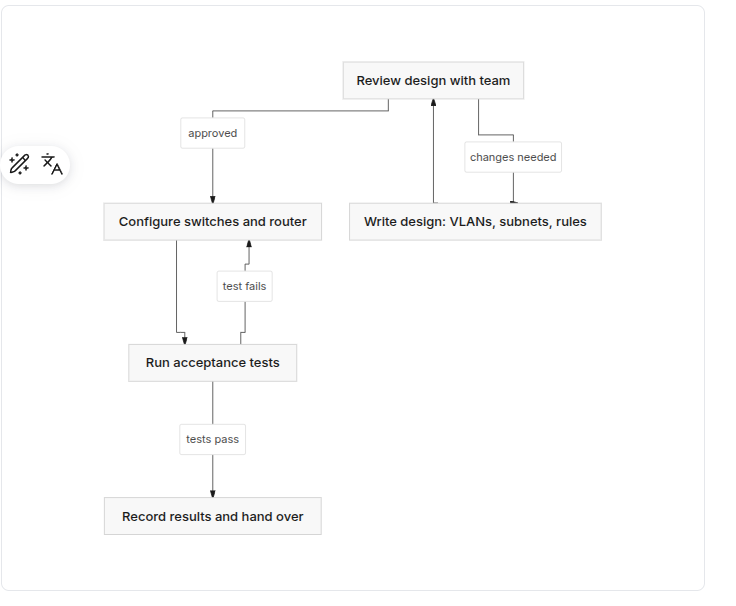 Review design with team
approved
changes needed
Configure switches and router
Write design: VLANs, subnets, rules
test fails
Run acceptance tests
tests pass
Record results and hand over